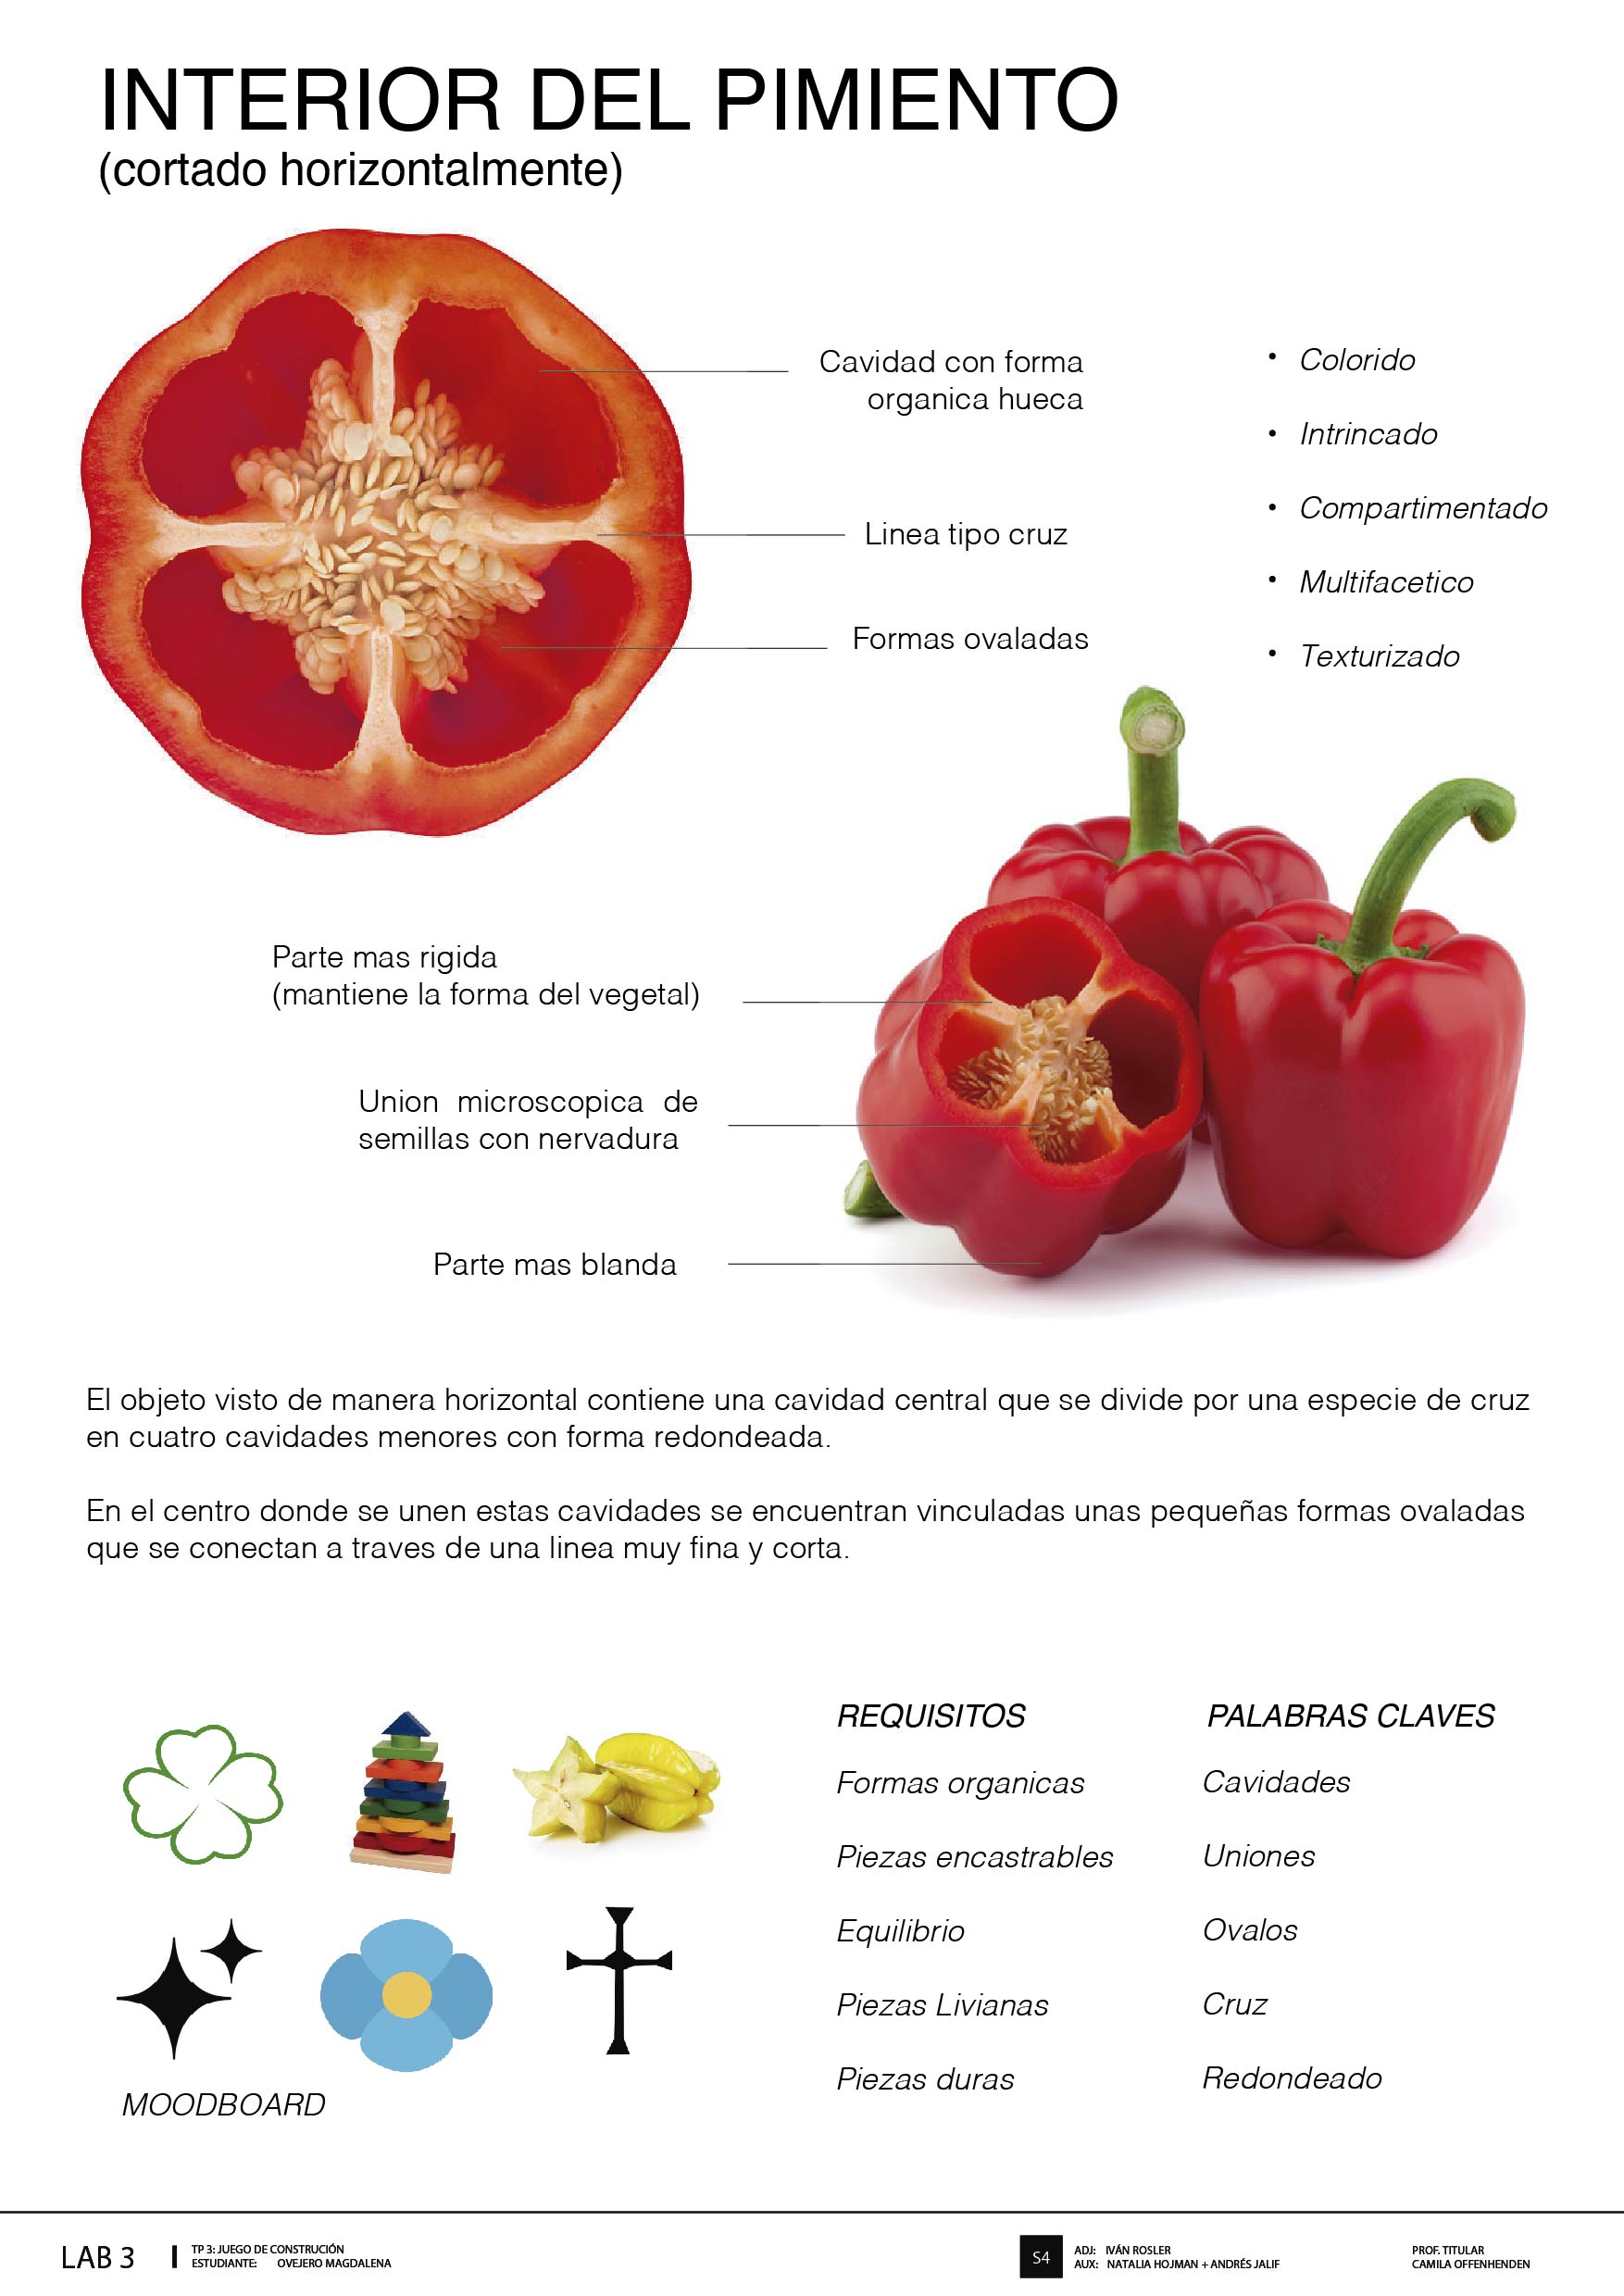 INTERIOR DEL PIMIENTO
(cortado horizontalmente)
Cavidad con forma
organica hueca
Linea tipo cruz
Formas ovaladas
• Colorido
• Intrincado
• Compartimentado
• Multifacetico
• Texturizado
Parte mas rigida
(mantiene la forma del vegetal)
Union microscopica de
semillas con nervadura
Parte mas blanda
El objeto visto de manera horizontal contiene una cavidad central que se divide por una especie de cruz
en cuatro cavidades menores con forma redondeada.
En el centro donde se unen estas cavidades se encuentran vinculadas unas pequeñas formas ovaladas
que se conectan a traves de una linea muy fina y corta.
MOODBOARD
REQUISITOS
Formas organicas
Piezas encastrables
Equilibrio
Piezas Livianas
Piezas duras
PALABRAS CLAVES
Cavidades
Uniones
Ovalos
Cruz
Redondeado
LAB 3
TP 3: JUEGO DE CONSTRUCIÓN
ESTUDIANTE: OVEJERO MAGDALENA
S4
ADJ: IVÁN ROSLER
AUX: NATALIA HOJMAN + ANDRÉS JALIF
PROF. TITULAR
CAMILA OFFENHENDEN